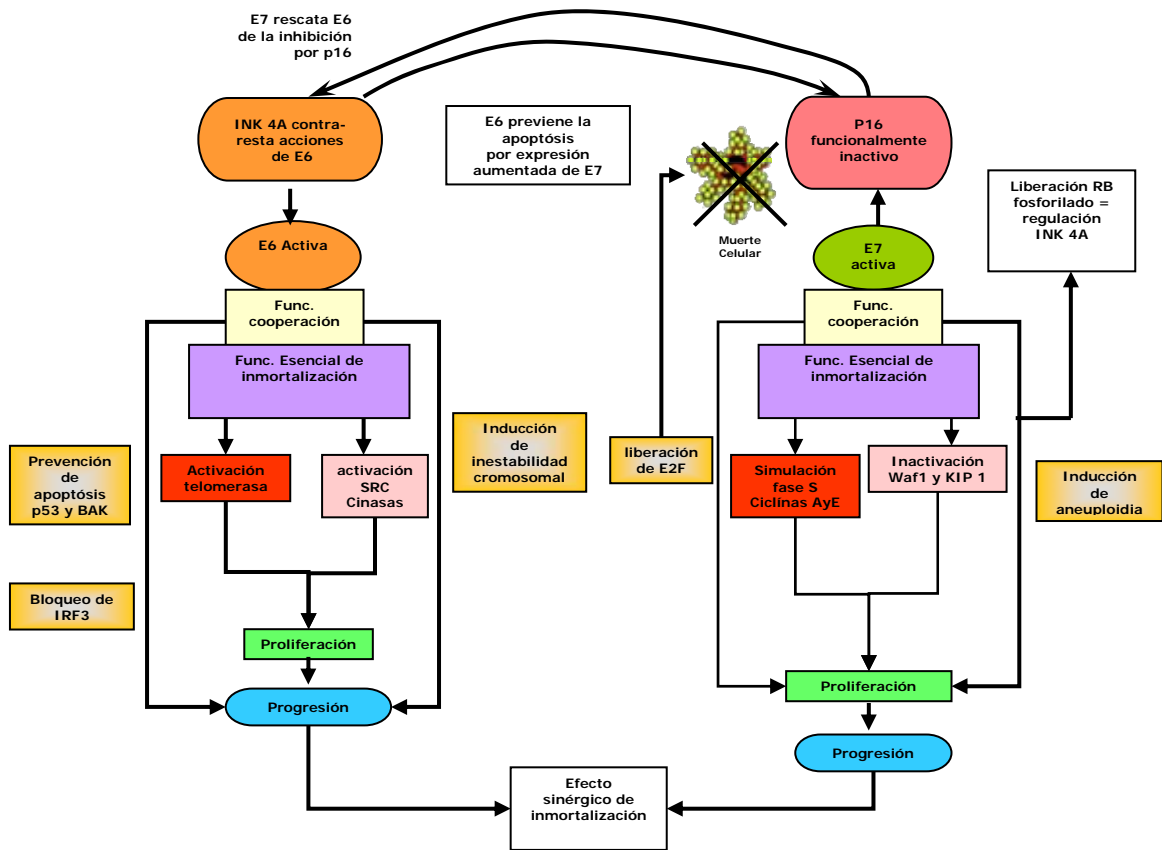 E7 rescata E6
de la inhibición
por p16
INK 4A contra-
resta acciones
de E6
E6 previene la
apoptósis
por expresión
aumentada de E7
P16
funcionalmente
inactivo
Muerte
Celular
Liberación RB
fosforilado =
regulación
INK 4A
E6 Activa
E7
activa
Func.
cooperación
Func.
cooperación
Func. Esencial de
inmortalización
Func. Esencial de
inmortalización
Prevención
de
apoptósis
p53 y BAK
Activación
telomerasa
activación
SRC
Cinasas
Inducción
de
inestabilidad
cromosomal
liberación
de E2F
Simulación
fase S
Ciclinas AyE
Inactivación
Waf1 y KIP 1
Inducción
de
aneuploidia
Bloqueo de
IRF3
Proliferación
Proliferación
Progresión
Progresión
Efecto
sinérgico de
inmortalización